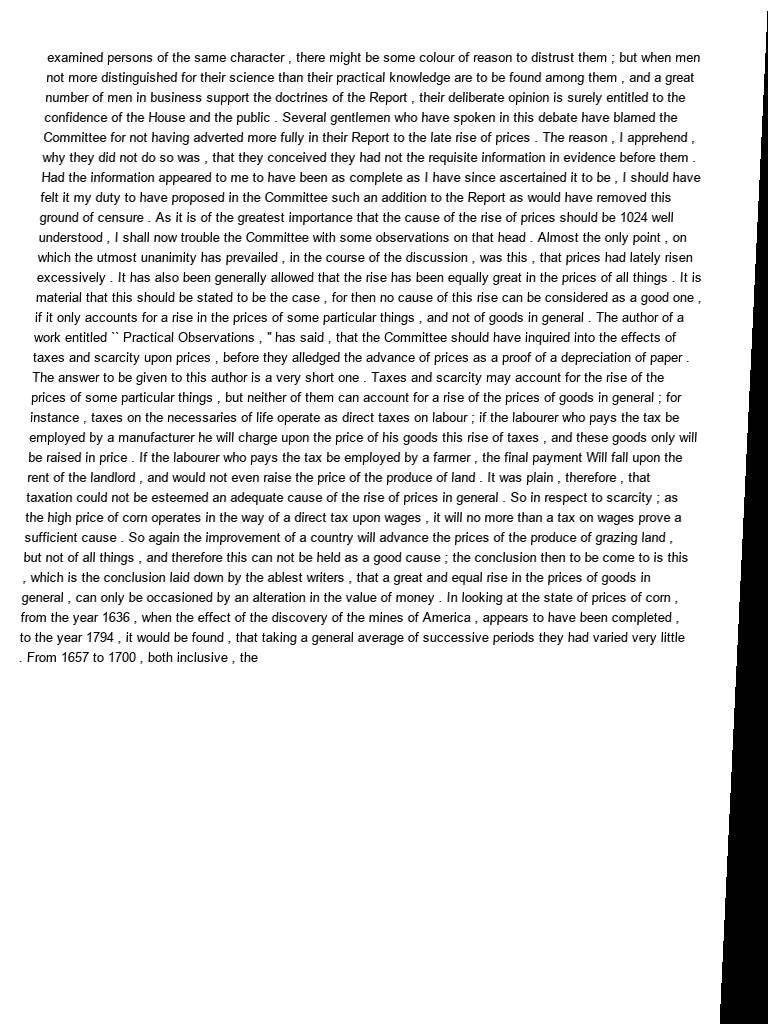 examined persons of the same character , there might be some colour of reason to distrust them ; but when men
not more distinguished for their science than their practical knowledge are to be found among them , and a great
number of men in business support the doctrines of the Report , their deliberate opinion is surely entitled to the
confidence of the House and the public . Several gentlemen who have spoken in this debate have blamed the
Committee for not having adverted more fully in their Report to the late rise of prices . The reason , I apprehend ,
why they did not do so was , that they conceived they had not the requisite information in evidence before them .
Had the information appeared to me to have been as complete as I have since ascertained it to be , I should have
felt it my duty to have proposed in the Committee such an addition to the Report as would have removed this
ground of censure . As it is of the greatest importance that the cause of the rise of prices should be 1024 well
understood , I shall now trouble the Committee with some observations on that head . Almost the only point , on
which the utmost unanimity has prevailed , in the course of the discussion , was this , that prices had lately risen
excessively . It has also been generally allowed that the rise has been equally great in the prices of all things . It is
material that this should be stated to be the case , for then no cause of this rise can be considered as a good one ,
if it only accounts for a rise in the prices of some particular things , and not of goods in general . The author of a
work entitled `` Practical Observations , " has said , that the Committee should have inquired into the effects of
taxes and scarcity upon prices , before they alledged the advance of prices as a proof of a depreciation of paper .
The answer to be given to this author is a very short one . Taxes and scarcity may account for the rise of the
prices of some particular things , but neither of them can account for a rise of the prices of goods in general ; for
instance , taxes on the necessaries of life operate as direct taxes on labour ; if the labourer who pays the tax be
employed by a manufacturer he will charge upon the price of his goods this rise of taxes , and these goods only will
be raised in price . If the labourer who pays the tax be employed by a farmer , the final payment Will fall upon the
rent of the landlord , and would not even raise the price of the produce of land . It was plain , therefore , that
taxation could not be esteemed an adequate cause of the rise of prices in general . So in respect to scarcity ; as
the high price of corn operates in the way of a direct tax upon wages , it will no more than a tax on wages prove a
sufficient cause . So again the improvement of a country will advance the prices of the produce of grazing land ,
but not of all things , and therefore this can not be held as a good cause ; the conclusion then to be come to is this
, which is the conclusion laid down by the ablest writers , that a great and equal rise in the prices of goods in
general , can only be occasioned by an alteration in the value of money . In looking at the state of prices of corn ,
from the year 1636 , when the effect of the discovery of the mines of America , appears to have been completed ,
to the year 1794 , it would be found , that taking a general average of successive periods they had varied very little
. From 1657 to 1700 , both inclusive , the